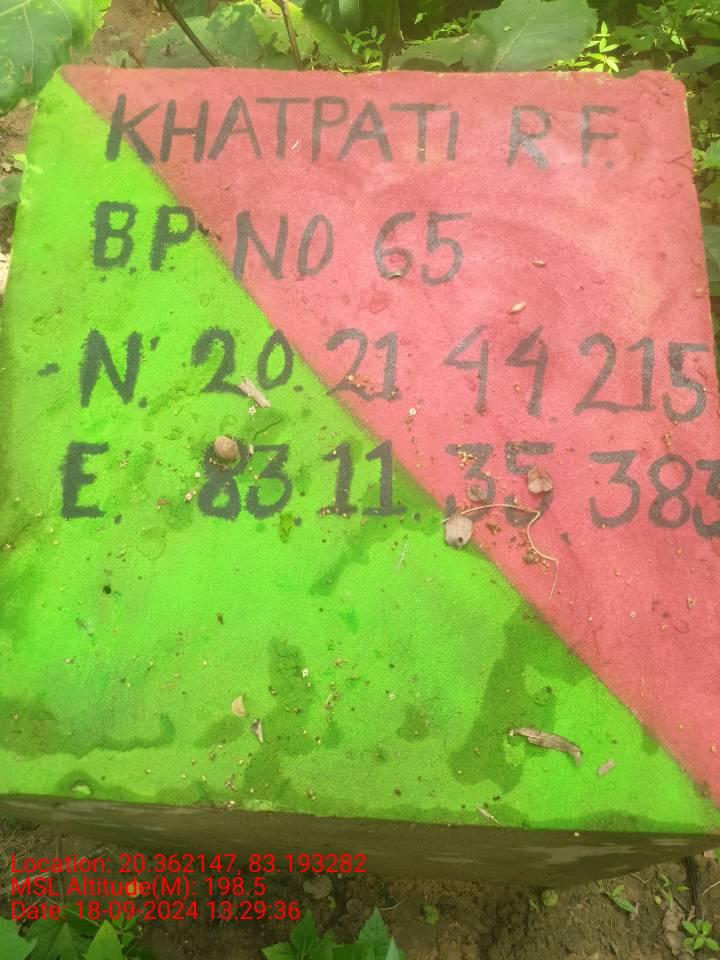 KHATPATI R.F.
B.P. NO 65
N. 20. 21 44. 215
E. 83. 11. 35 383
Location: 20.362147, 83.193282
MSL Altitude(M): 198.5
Date: 18-09-2024 13:29:36